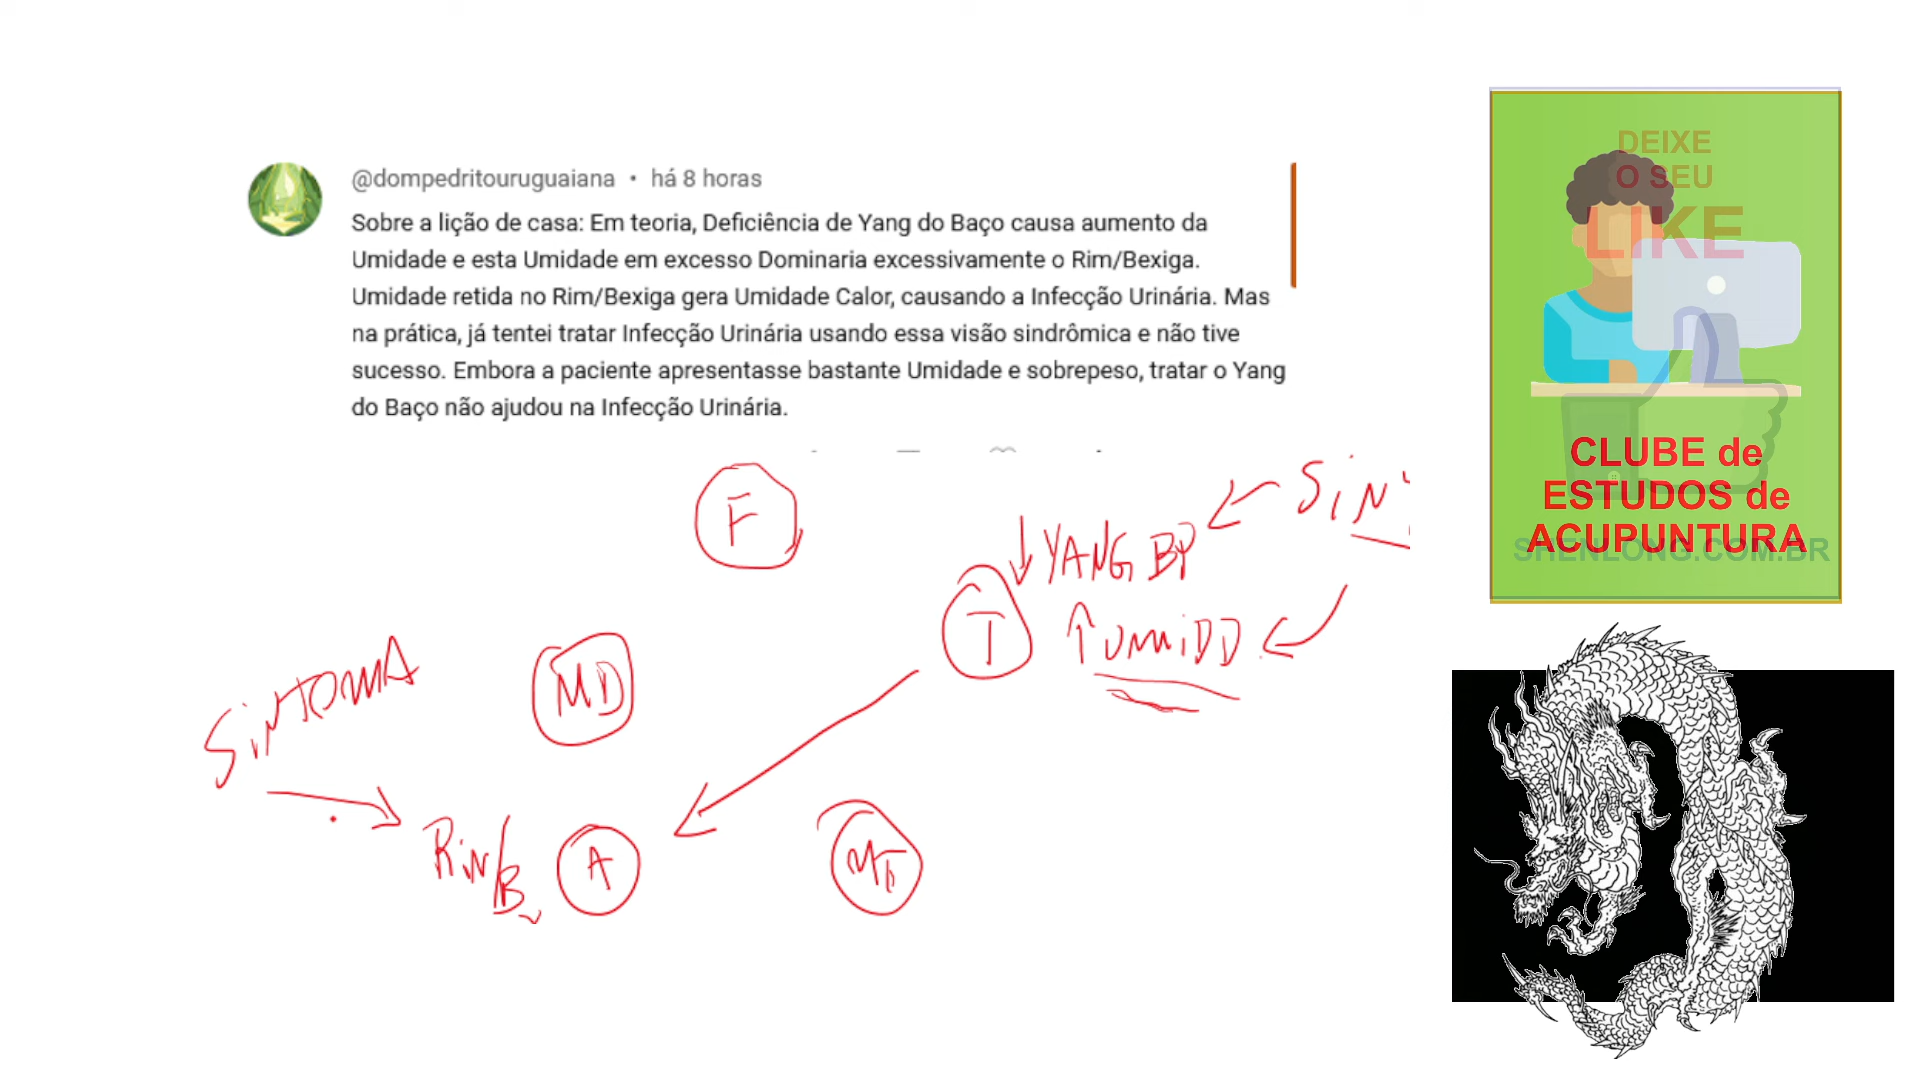 @dompedritouruguaiana • há 8 horas
Sobre a lição de casa: Em teoria, Deficiência de Yang do Baço causa aumento da
Umidade e esta Umidade em excesso Dominaria excessivamente o Rim/Bexiga.
Umidade retida no Rim/Bexiga gera Umidade Calor, causando a Infecção Urinária. Mas
na prática, já tentei tratar Infecção Urinária usando essa visão sindrômica e não tive
sucesso. Embora a paciente apresentasse bastante Umidade e sobrepeso, tratar o Yang
do Baço não ajudou na Infecção Urinária.
F
SiN
↓ YANG BP
T
↑ UMiDD
SiNTOMA
MD
RiM/B
A
MT
DEIXE
O SEU
LIKE
CLUBE de
ESTUDOS de
ACUPUNTURA
SHENLONG.COM.BR